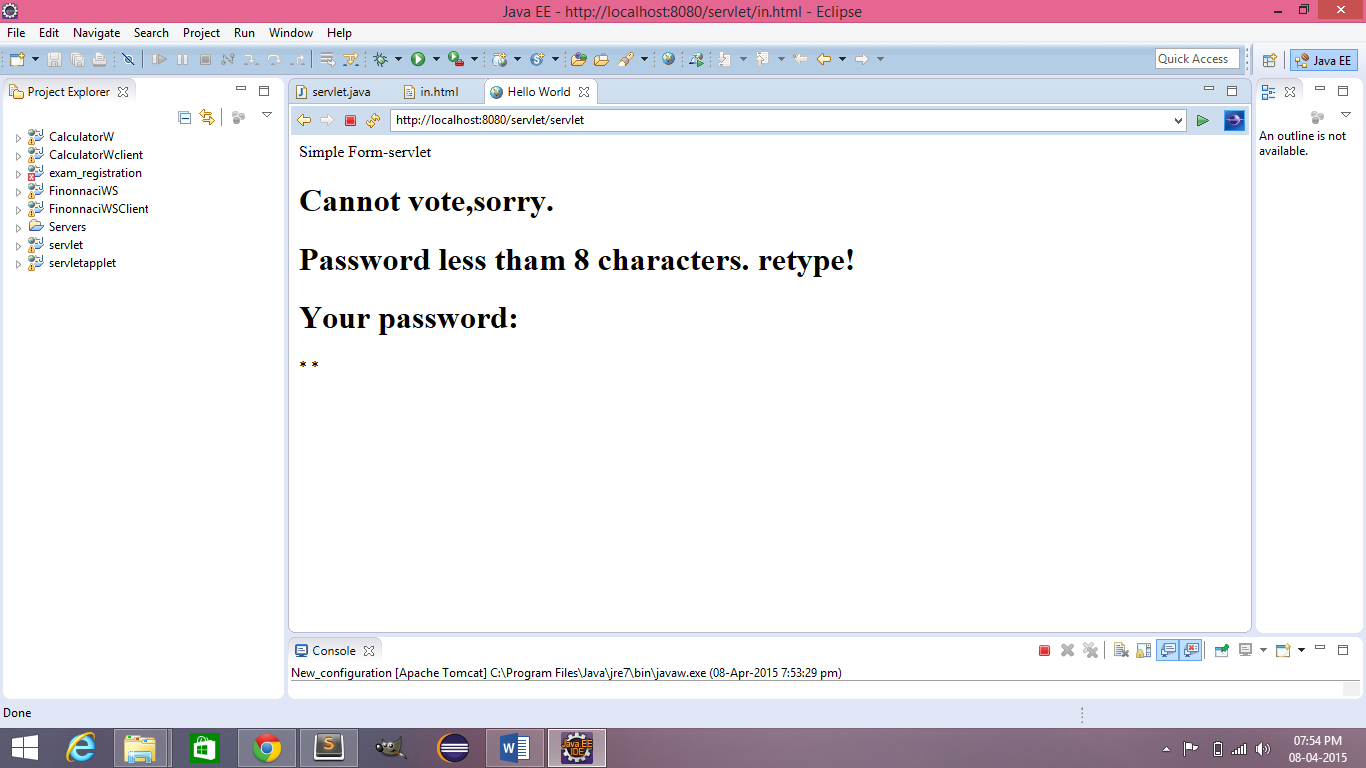 Java EE - http://localhost:8080/servlet/in.html - Eclipse
File Edit Navigate Search Project Run Window Help
Quick Access
Java EE
Project Explorer
CalculatorW
CalculatorWclient
exam_registration
FinonnaciWS
FinonnaciWSClient
Servers
servlet
servletapplet
servlet.java in.html Hello World
http://localhost:8080/servlet/servlet
Simple Form-servlet
Cannot vote,sorry.
Password less tham 8 characters. retype!
Your password:
* *
An outline is not
available.
Console
New_configuration [Apache Tomcat] C:\Program Files\Java\jre7\bin\javaw.exe (08-Apr-2015 7:53:29 pm)
Done
Java EE
IDE
07:54 PM
08-04-2015